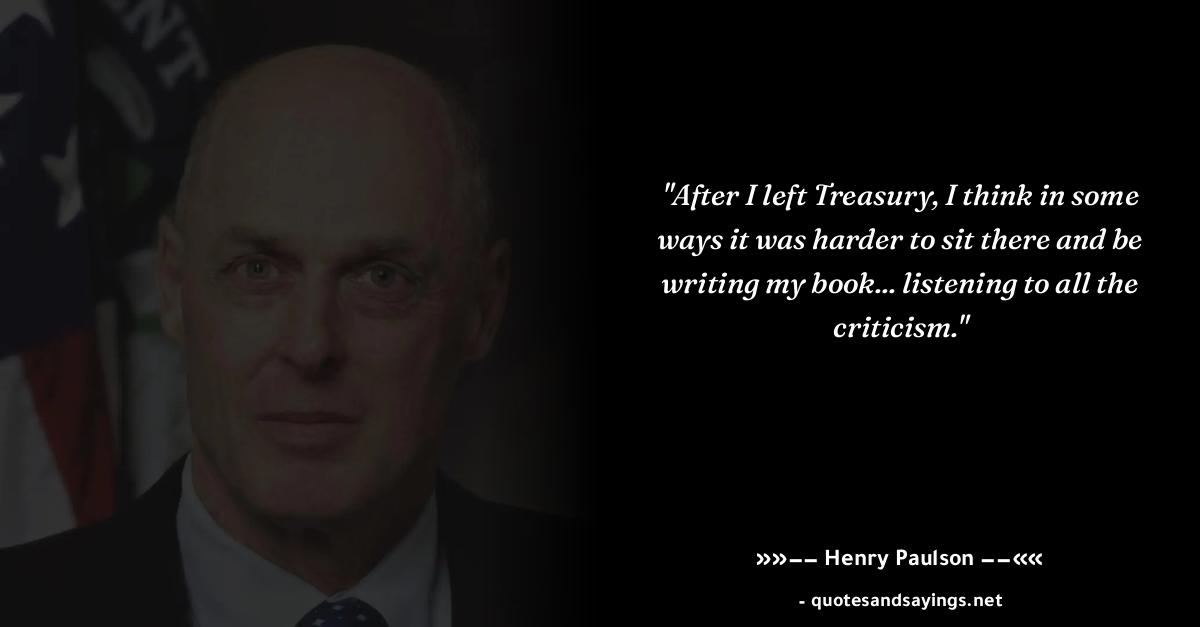 NT
"After I left Treasury, I think in some
ways it was harder to sit there and be
writing my book... listening to all the
criticism."
»»−− Henry Paulson −−««
- quotesandsayings.net